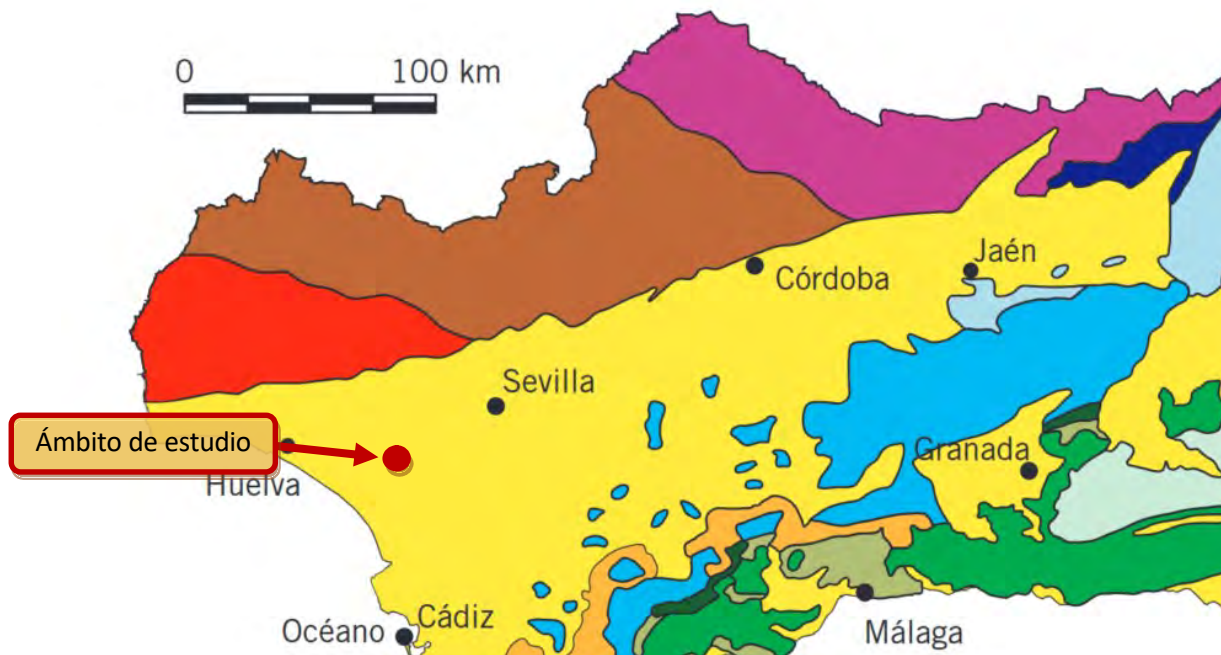 0 100 km
Jaén
Córdoba
Sevilla
Ámbito de estudio
Granada
Huelva
Cádiz
Océano
Málaga